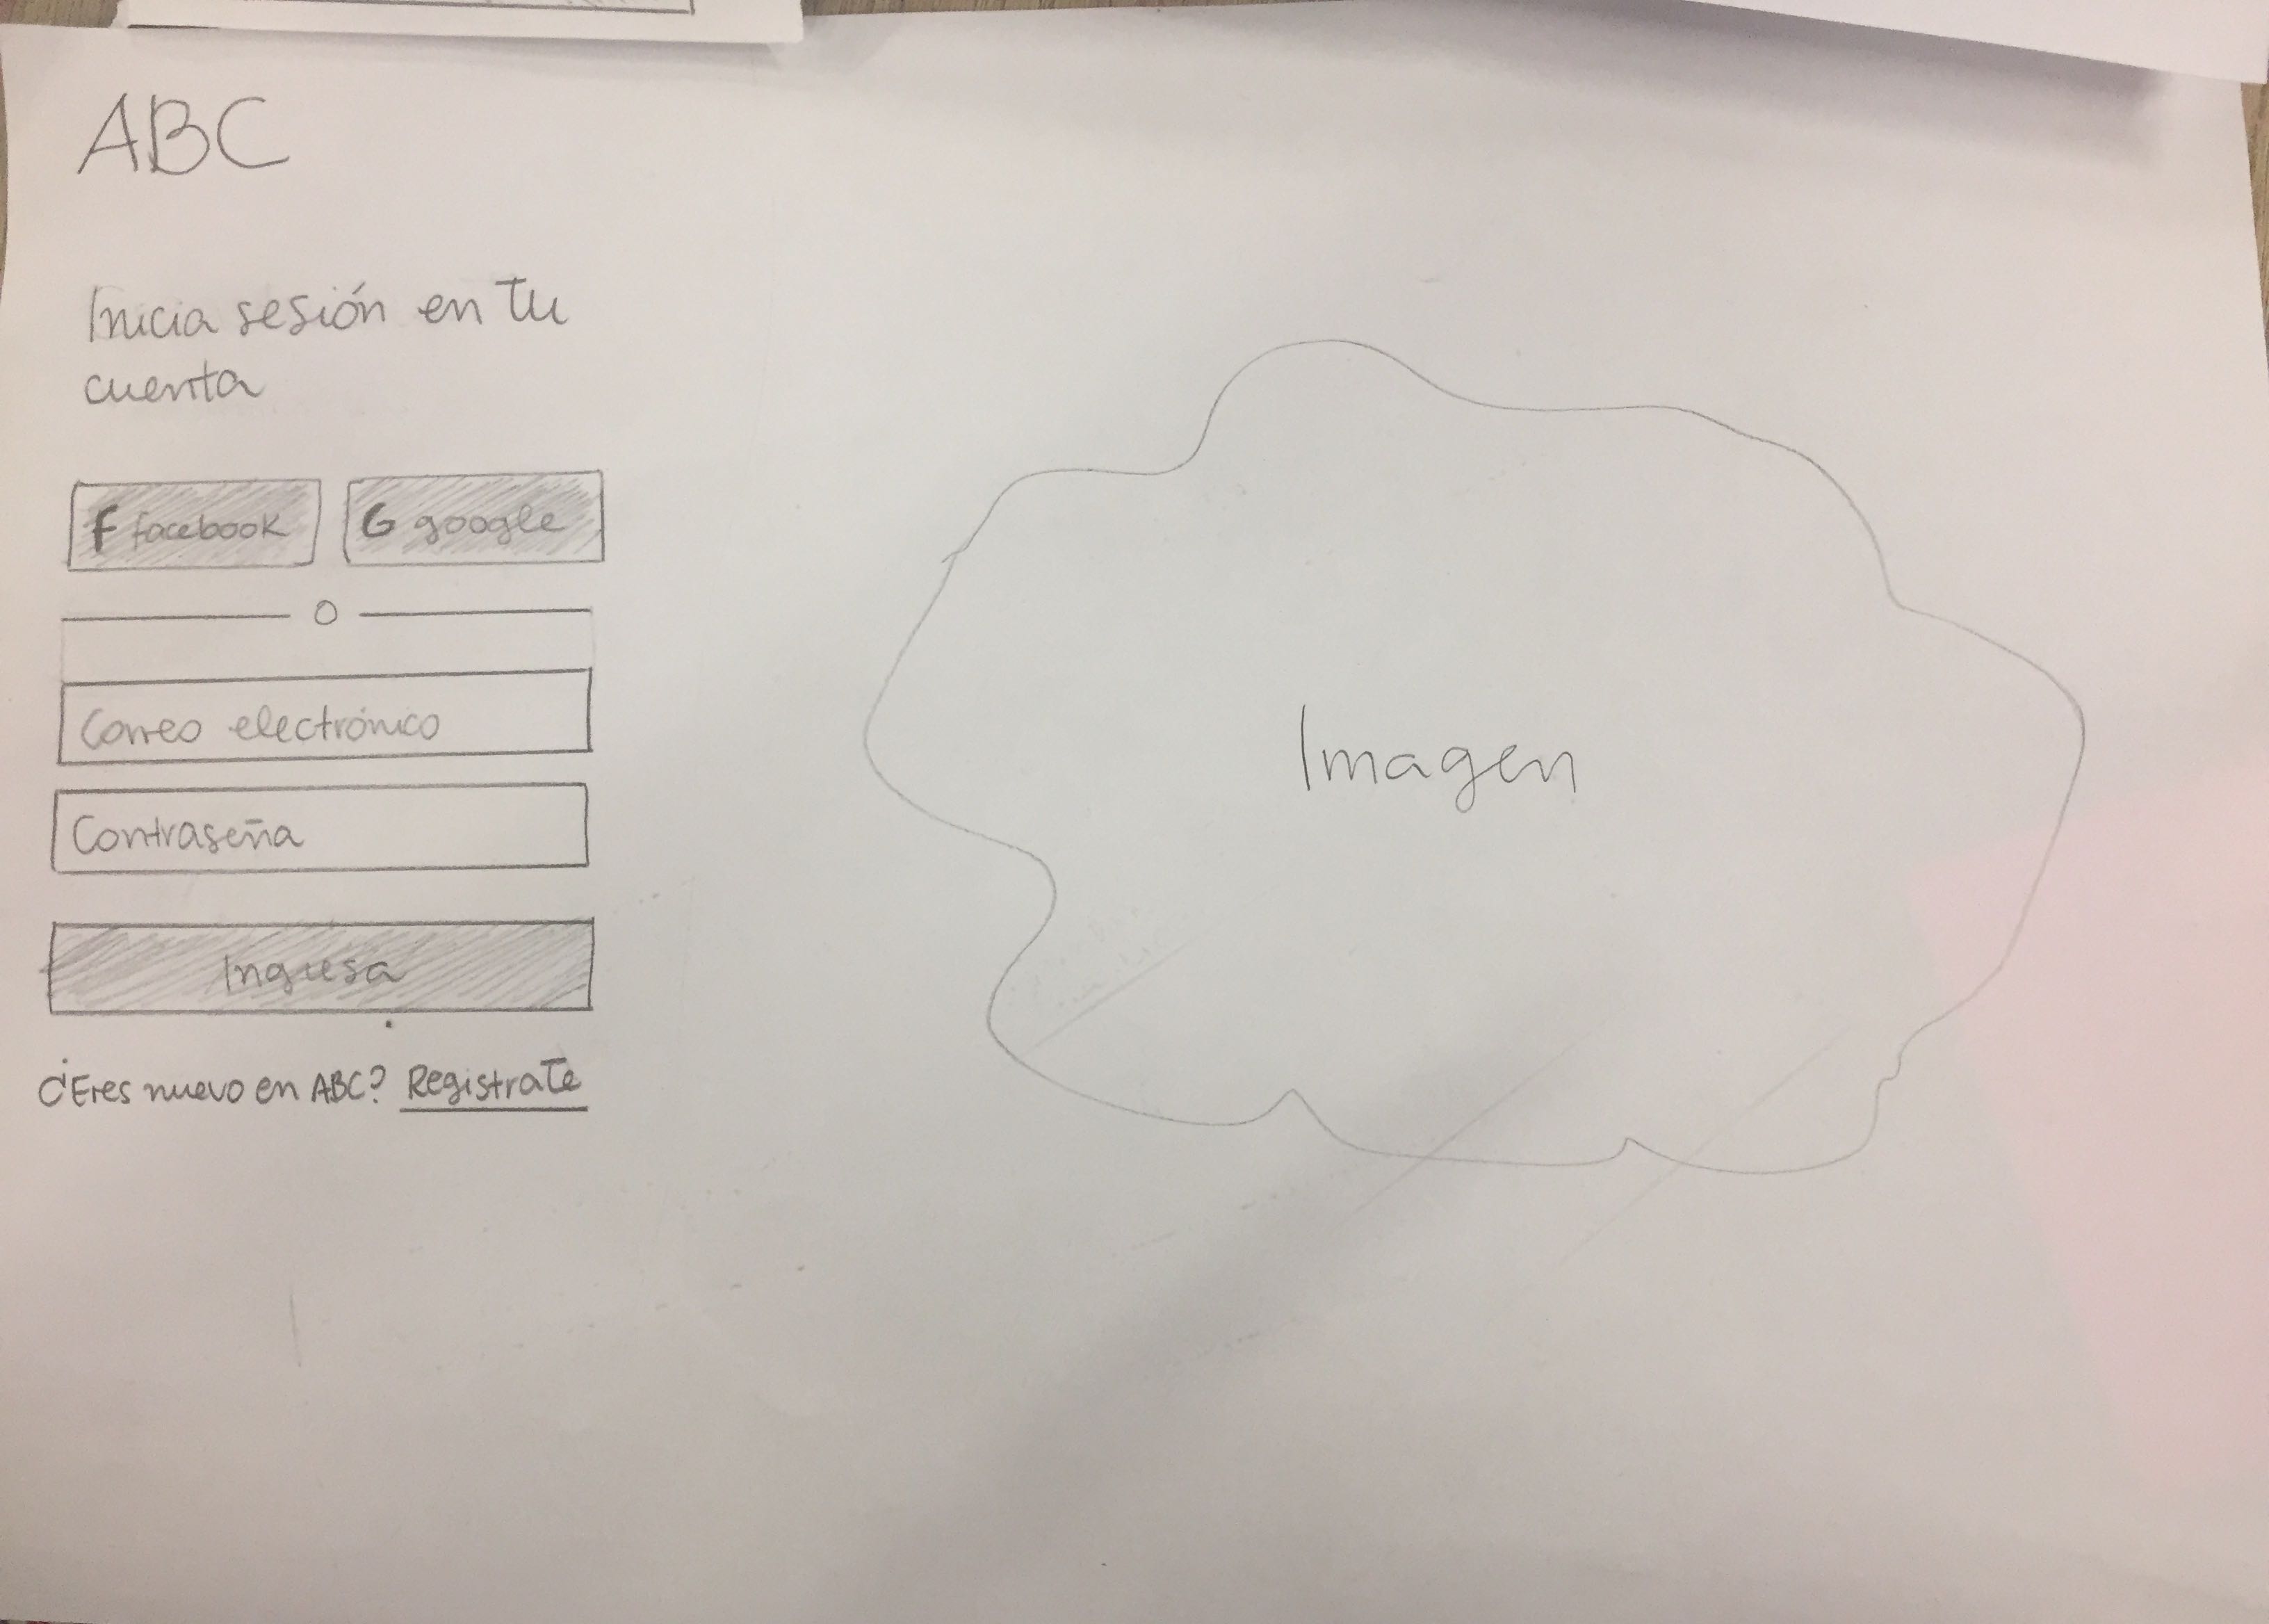 ABC
Inicia sesión en tu
cuenta
F facebook
G google
O
Correo electrónico
Contraseña
Ingresa
¿Eres nuevo en ABC? Registrate
Imagen